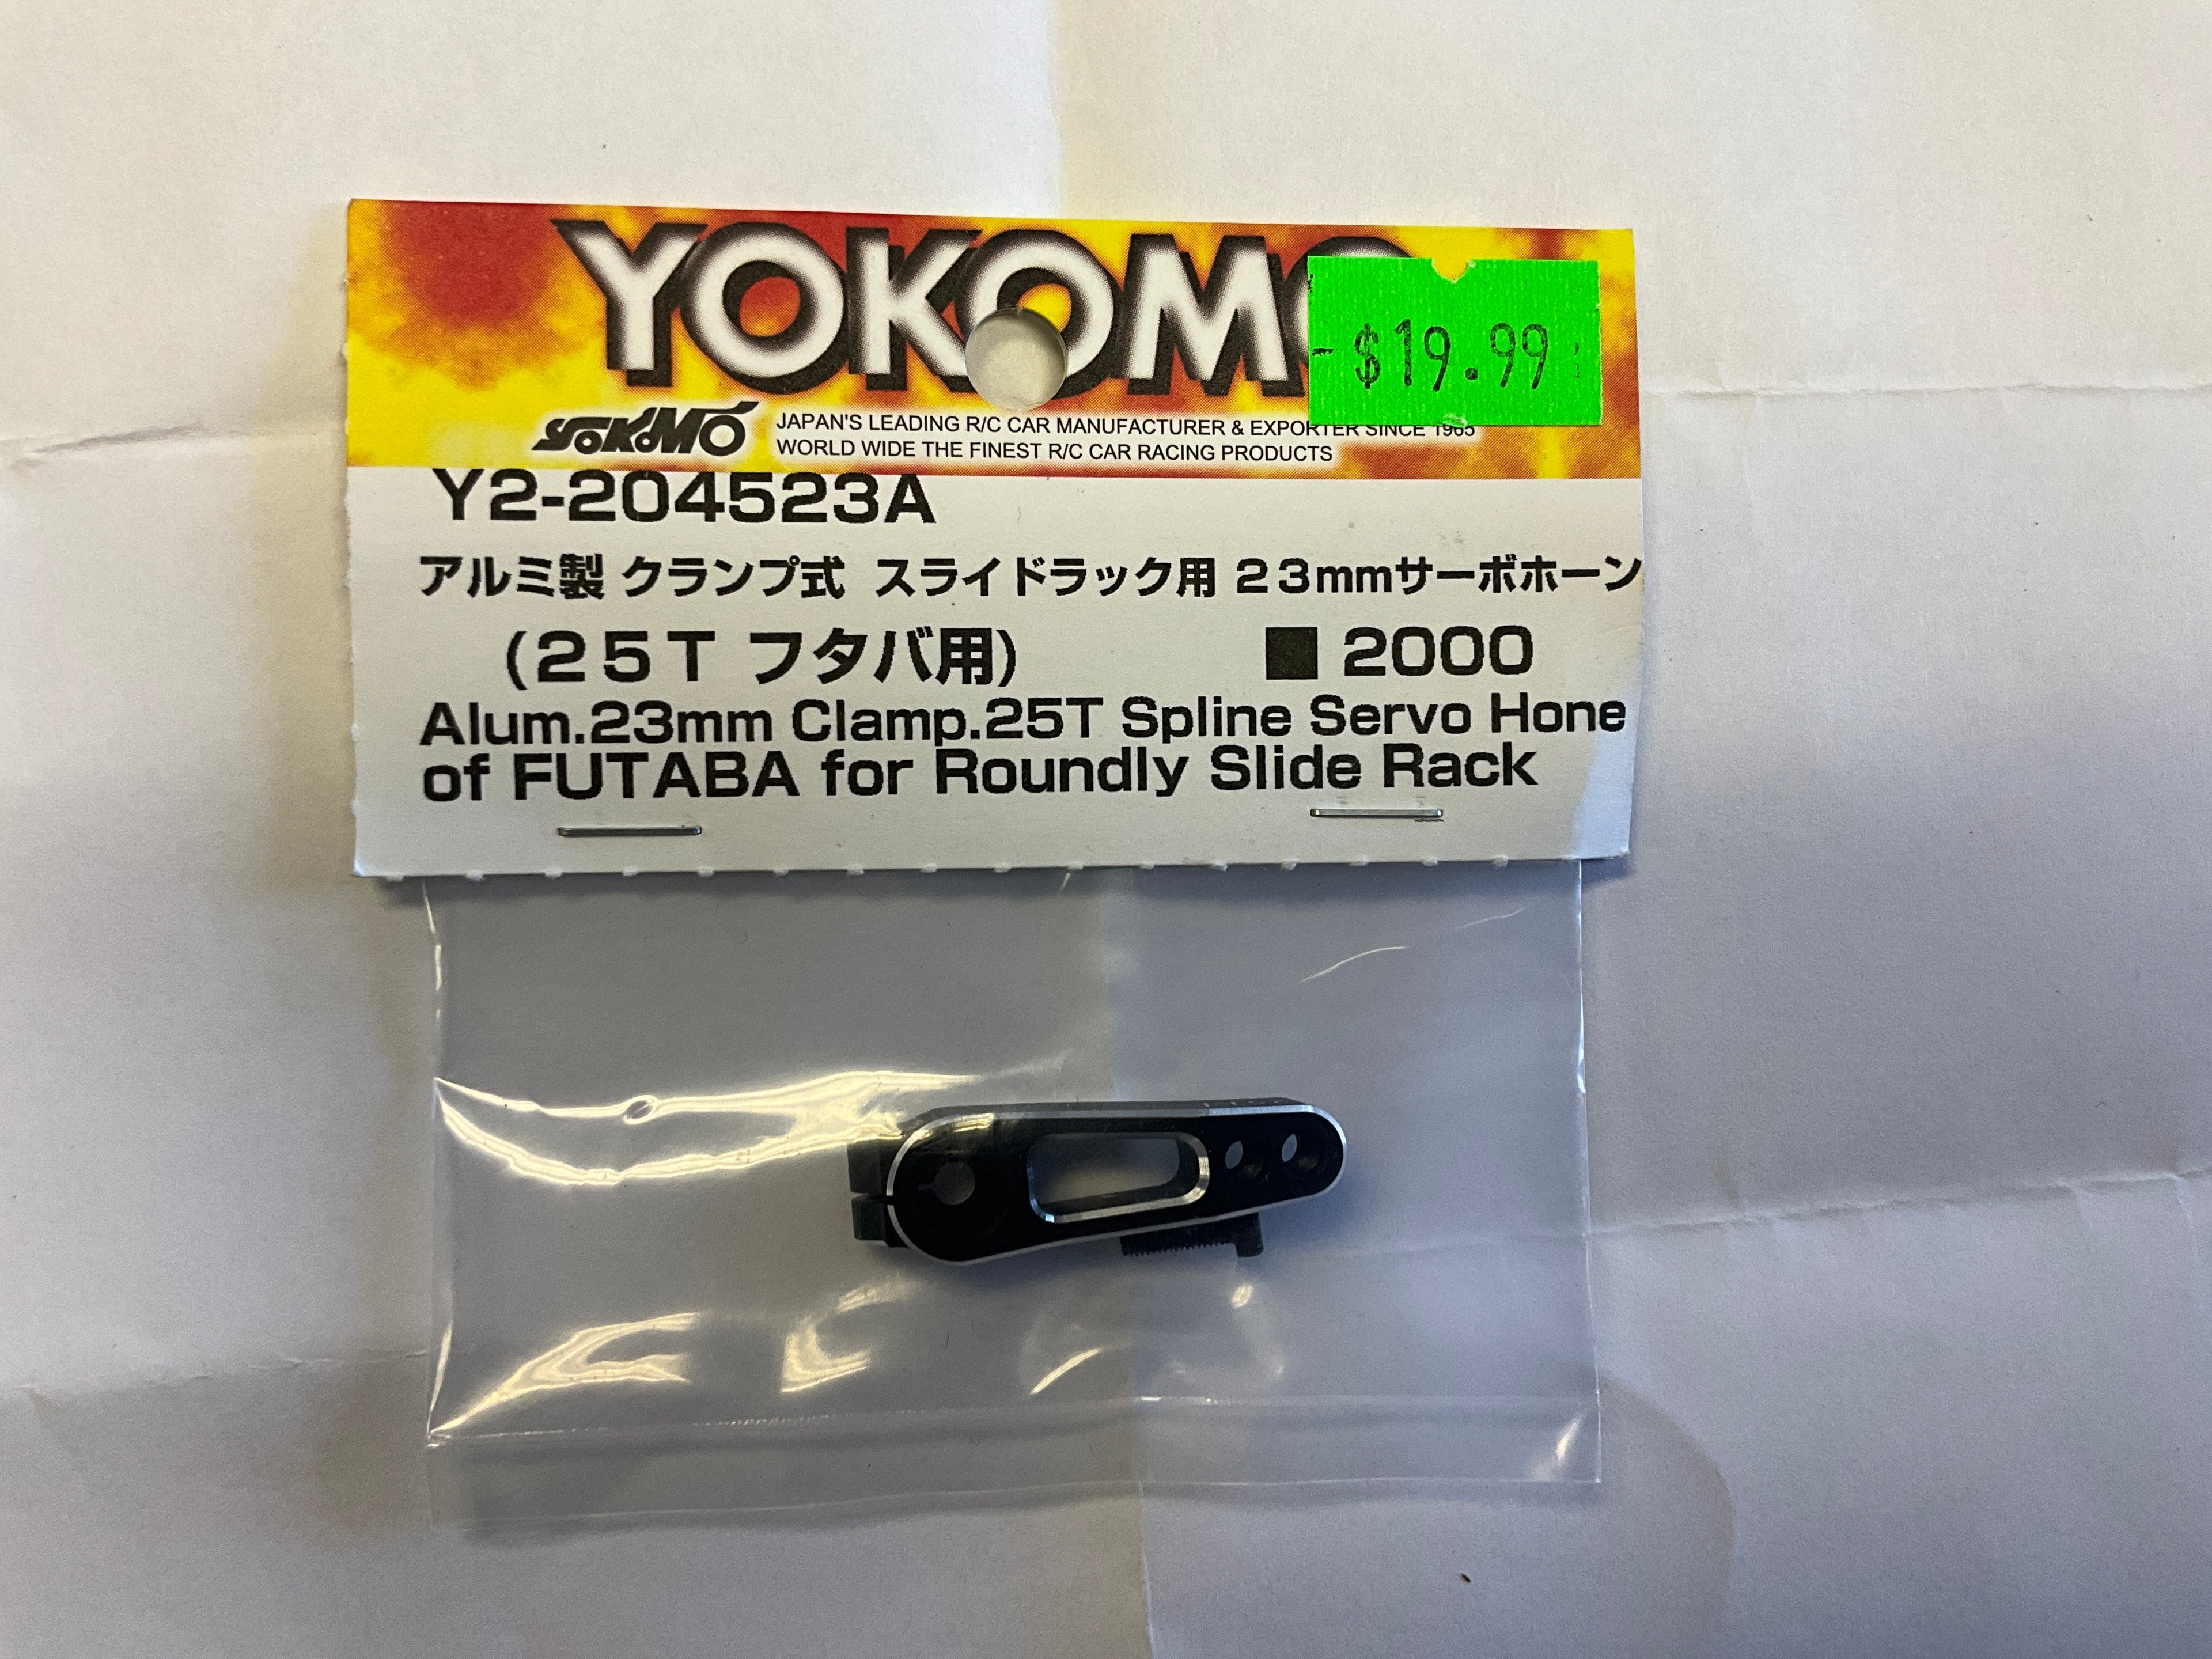 YOKOMO
$19.99
YOKOMO
JAPAN'S LEADING R/C CAR MANUFACTURER & EXPORTER SINCE 1965
WORLD WIDE THE FINEST R/C CAR RACING PRODUCTS
Y2-204523A
アルミ製 クランプ式 スライドラック用 23mmサーボホーン
(25T フタバ用) ■ 2000
Alum.23mm Clamp.25T Spline Servo Hone
of FUTABA for Roundly Slide Rack